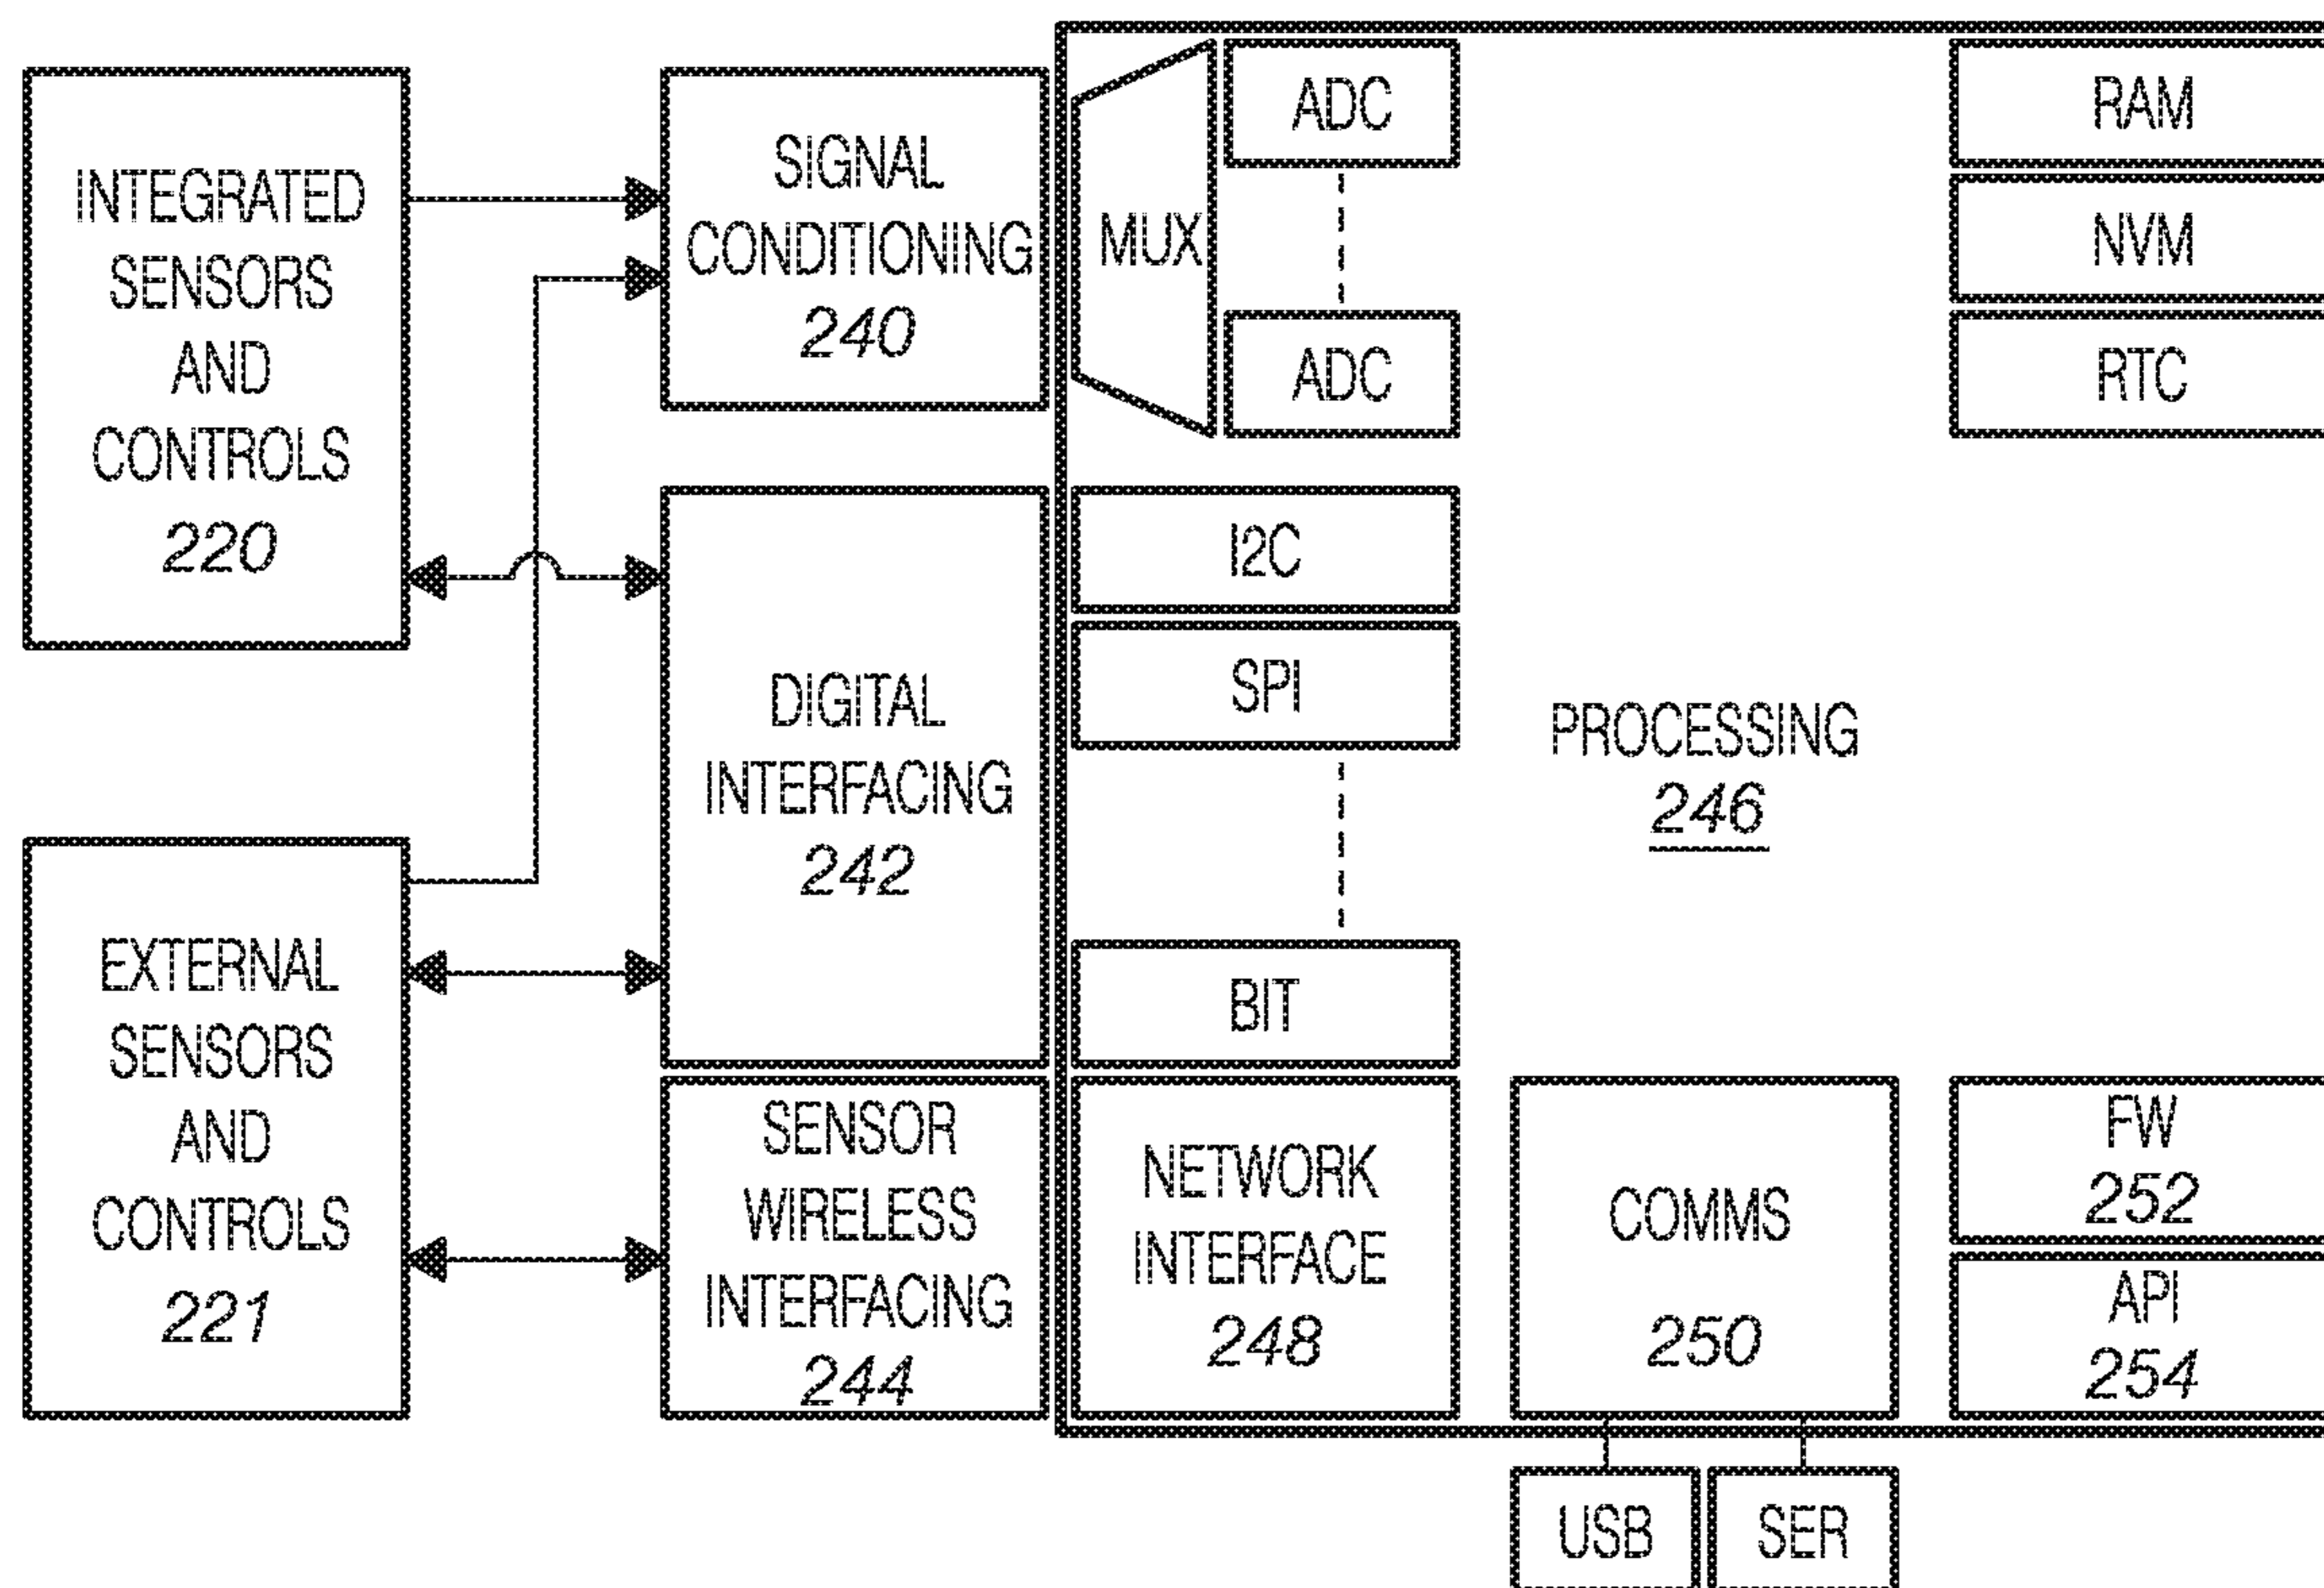 INTEGRATED
SENSORS
AND
CONTROLS
220
EXTERNAL
SENSORS
AND
CONTROLS
221
SIGNAL
CONDITIONING
240
DIGITAL
INTERFACING
242
SENSOR
WIRELESS
INTERFACING
244
MUX
ADC
ADC
I2C
SPI
BIT
NETWORK
INTERFACE
248
PROCESSING
246
COMMS
250
RAM
NVM
RTC
FW
252
API
254
USB
SER